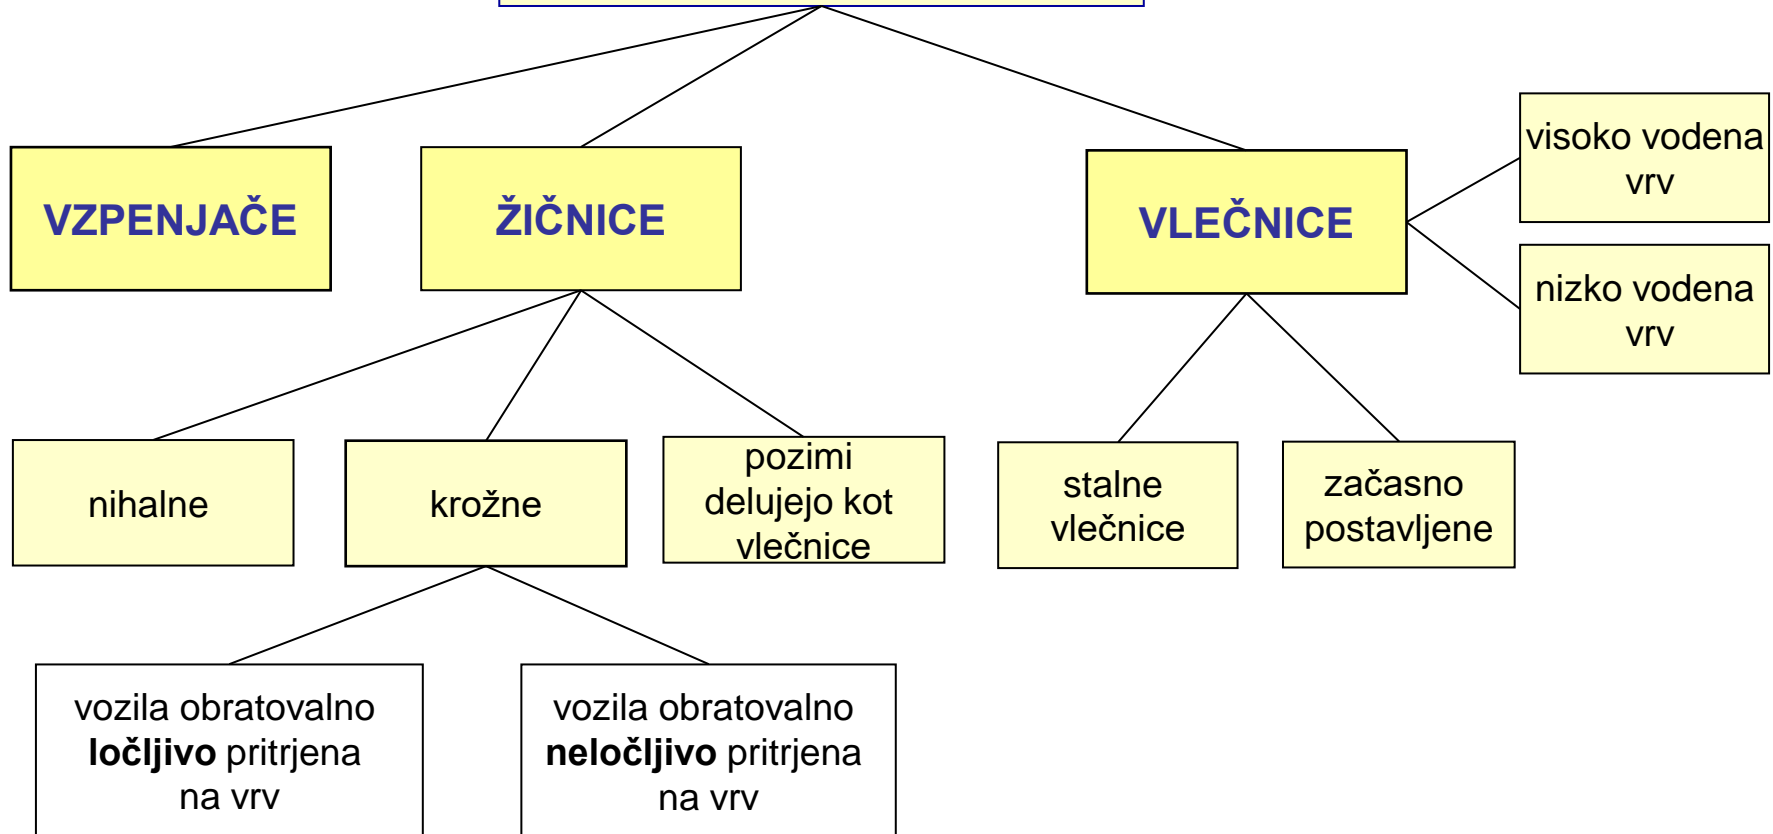 VZPENJAČE
ŽIČNICE
VLEČNICE
visoko vodena
vrv
nizko vodena
vrv
nihalne
krožne
pozimi
delujejo kot
vlečnice
stalne
vlečnice
začasno
postavljene
vozila obratovalno
ločljivo pritrjena
na vrv
vozila obratovalno
neločljivo pritrjena
na vrv